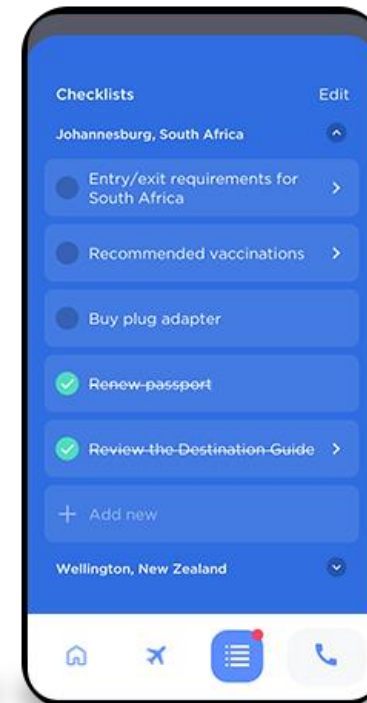 Checklists
Edit
Johannesburg, South Africa
Entry/exit requirements for
South Africa
Recommended vaccinations
Buy plug adapter
Renew passport
Review the Destination Guide
Add new
Wellington, New Zealand